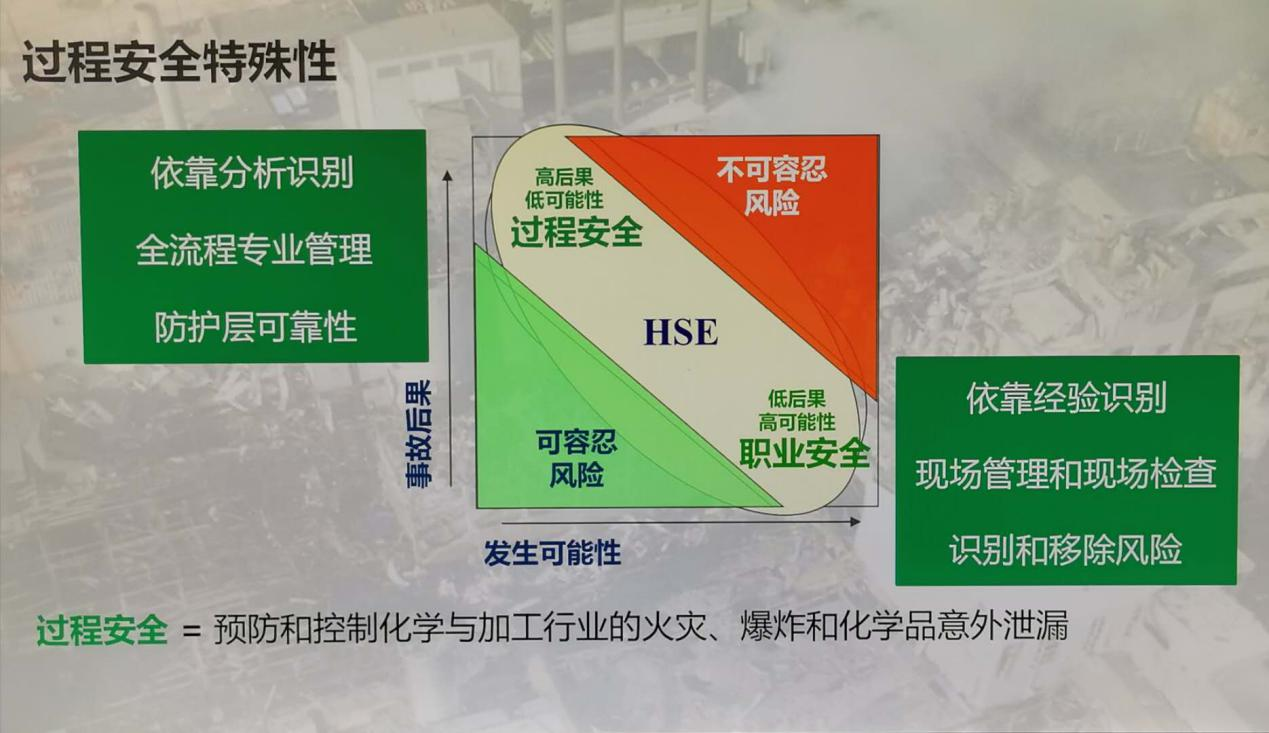 过程安全特殊性
依靠分析识别
全流程专业管理
防护层可靠性
事故后果
高后果
低可能性
过程安全
不可容忍
风险
HSE
可容忍
风险
低后果
高可能性
职业安全
发生可能性
依靠经验识别
现场管理和现场检查
识别和移除风险
过程安全 = 预防和控制化学与加工行业的火灾、爆炸和化学品意外泄漏